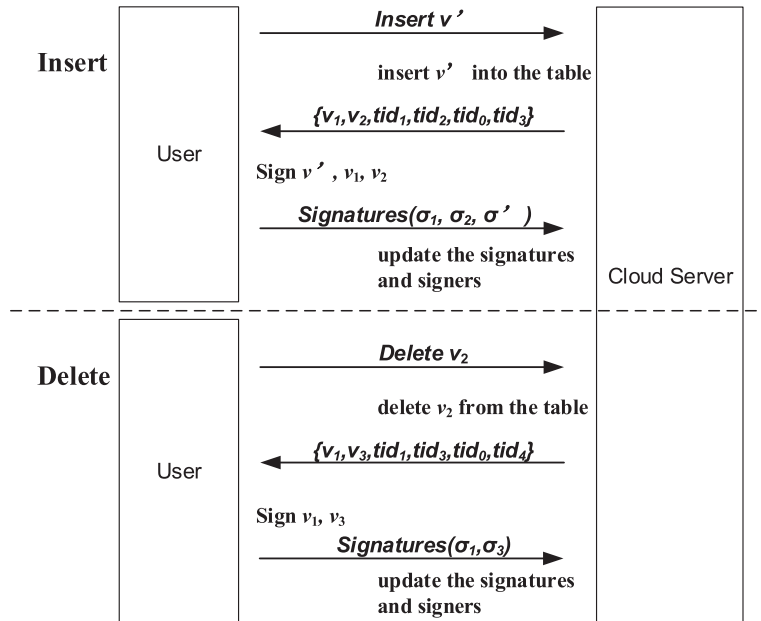 Insert
User
Insert v’
insert v’ into the table
{v1,v2,tid1,tid2,tid0,tid3}
Sign v’, v1, v2
Signatures(σ1, σ2, σ’ )
update the signatures
and signers
Cloud Server
Delete
User
Delete v2
delete v2 from the table
{v1,v3,tid1,tid3,tid0,tid4}
Sign v1, v3
Signatures(σ1,σ3)
update the signatures
and signers